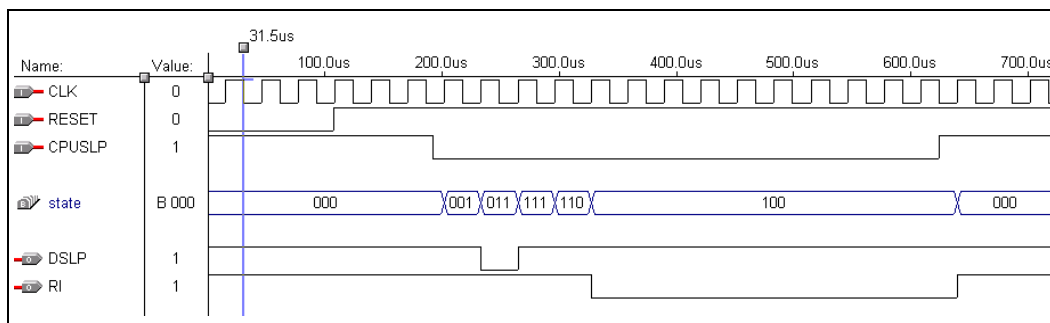 31.5us
Name: Value: 100.0us 200.0us 300.0us 400.0us 500.0us 600.0us 700.0us
CLK 0
RESET 0
CPUSLP 1
state B 000 000 001 011 111 110 100 000
DSLP 1
RI 1